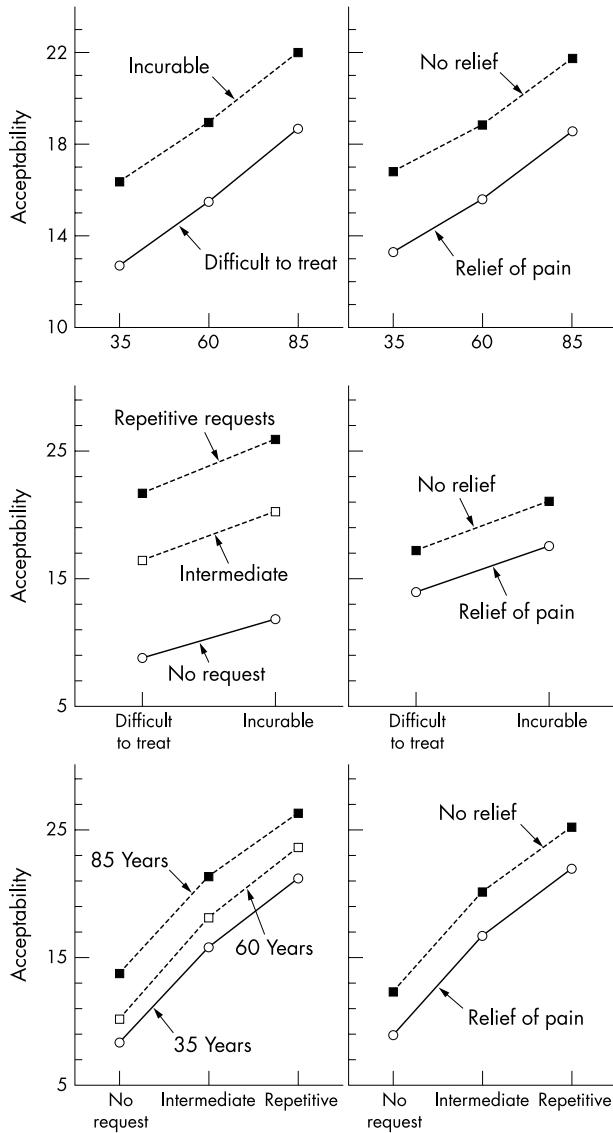 22
18
14
10
Acceptability
Incurable
Difficult to treat
35
60
85
No relief
Relief of pain
35
60
85
25
15
5
Acceptability
Repetitive requests
Intermediate
No request
Difficult
to treat
Incurable
No relief
Relief of pain
Difficult
to treat
Incurable
25
15
5
Acceptability
85 Years
60 Years
35 Years
No
request
Intermediate
Repetitive
No relief
Relief of pain
No
request
Intermediate
Repetitive